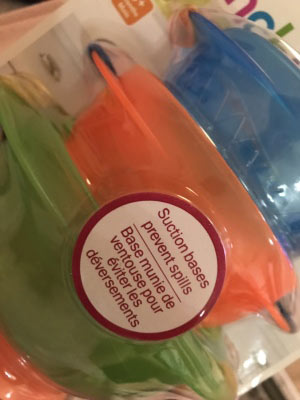 Suction bases
prevent spills
Base munie de
ventouse pour
éviter les
déversements